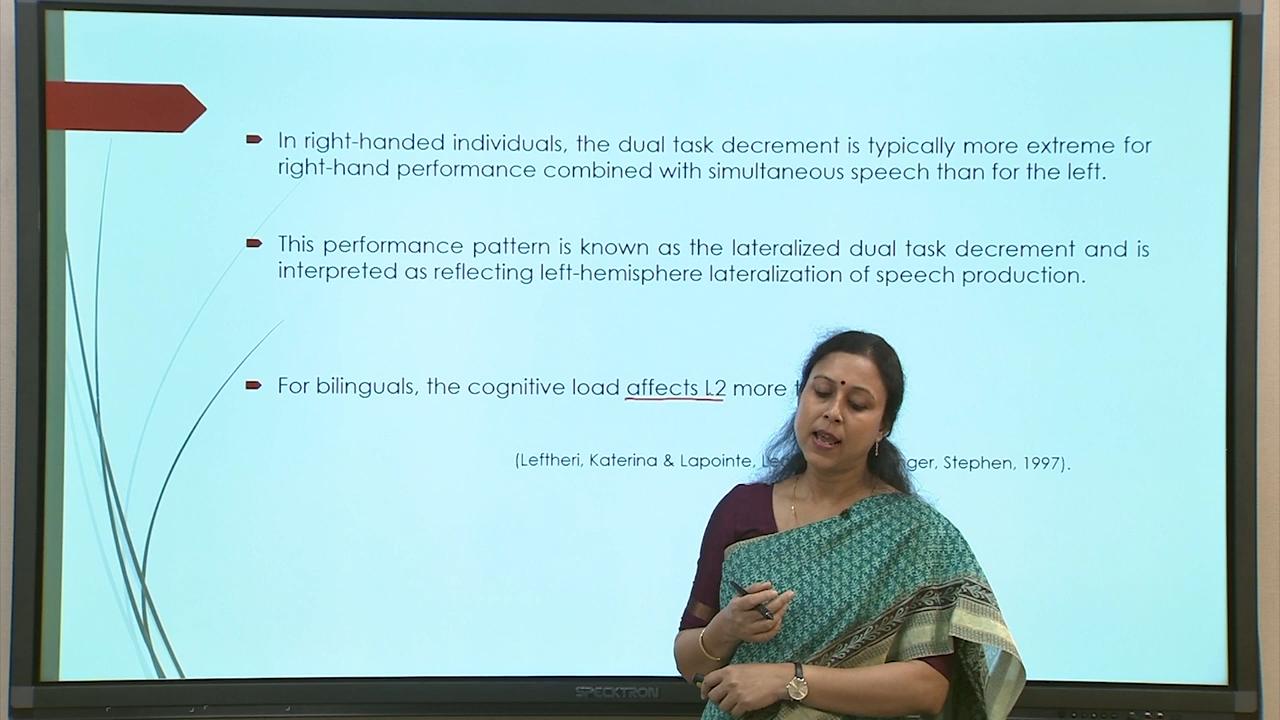 In right-handed individuals, the dual task decrement is typically more extreme for
right-hand performance combined with simultaneous speech than for the left.
This performance pattern is known as the lateralized dual task decrement and is
interpreted as reflecting left-hemisphere lateralization of speech production.
For bilinguals, the cognitive load affects L2 more
(Leftheri, Katerina & Lapointe, Stephen, 1997).
SPECKTRON